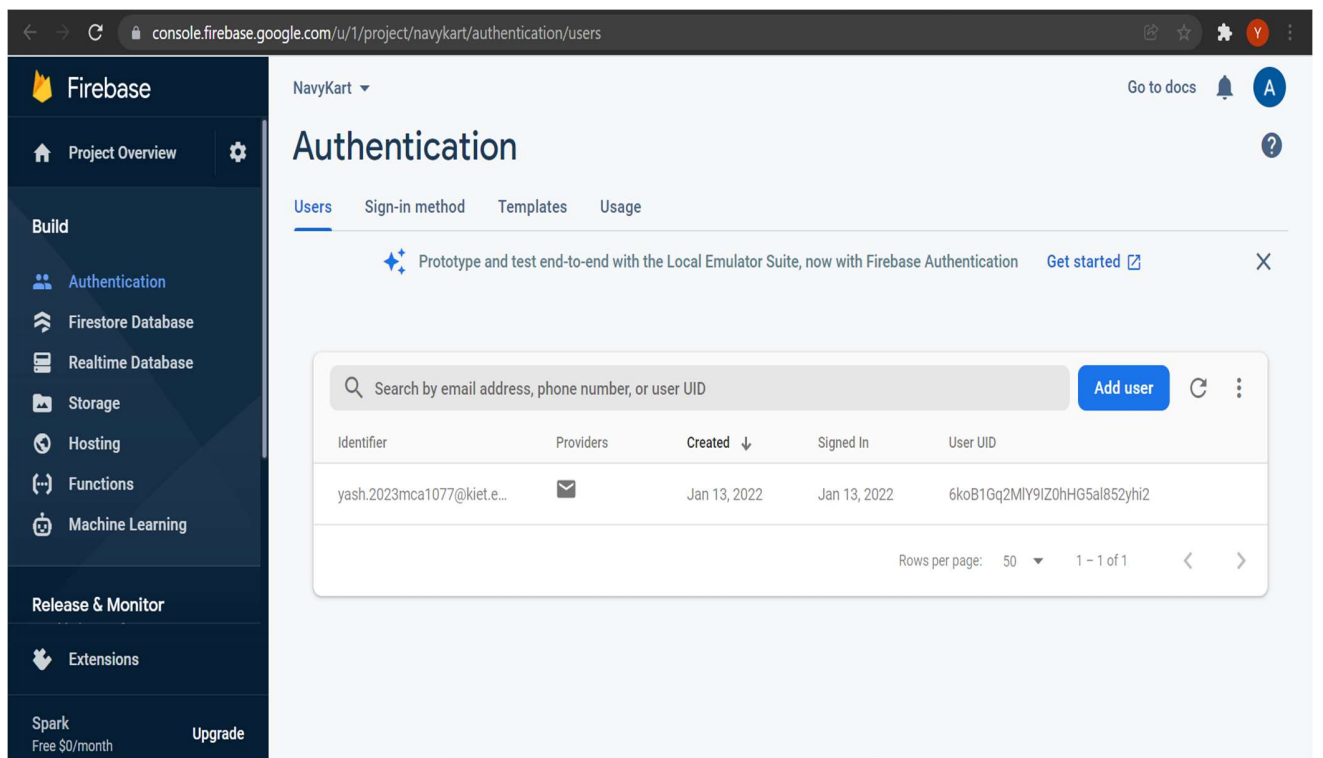 console.firebase.google.com/u/1/project/navykart/authentication/users
Y
Firebase
Project Overview
Build
Authentication
Firestore Database
Realtime Database
Storage
Hosting
Functions
Machine Learning
Release & Monitor
Extensions
Spark
Free $0/month
Upgrade
NavyKart
Go to docs
A
Authentication
?
Users Sign-in method Templates Usage
Prototype and test end-to-end with the Local Emulator Suite, now with Firebase Authentication Get started
Search by email address, phone number, or user UID
Add user
Identifier Providers Created Signed In User UID
yash.2023mca1077@kiet.e... Jan 13, 2022 Jan 13, 2022 6koB1Gq2MlY9IZ0hHG5al852yhi2
Rows per page: 50 1 – 1 of 1